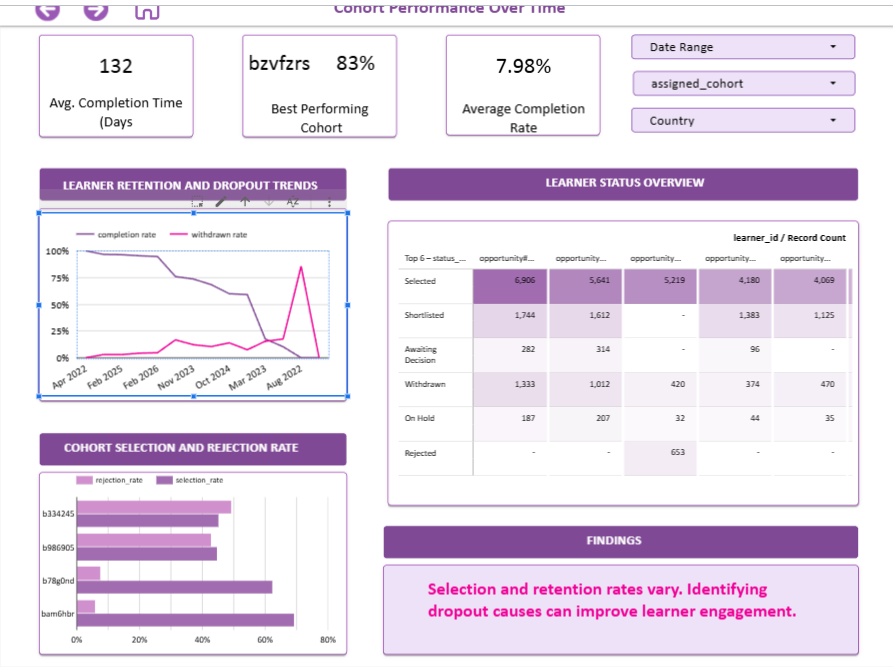 Cohort Performance Over Time
132
Avg. Completion Time
(Days
bzvfzrs 83%
Best Performing
Cohort
7.98%
Average Completion
Rate
Date Range
assigned_cohort
Country
LEARNER RETENTION AND DROPOUT TRENDS
completion rate withdrawn rate
100%
75%
50%
25%
0%
Apr 2022 Feb 2025 Feb 2026 Nov 2023 Oct 2024 Mar 2023 Aug 2022
LEARNER STATUS OVERVIEW
learner_id / Record Count
Top 6 – status_... opportunity#... opportunity... opportunity... opportunity... opportunity...
Selected 6,906 5,641 5,219 4,180 4,069
Shortlisted 1,744 1,612 - 1,383 1,125
Awaiting
Decision 282 314 - 96 -
Withdrawn 1,333 1,012 420 374 470
On Hold 187 207 32 44 35
Rejected - - 653 - -
COHORT SELECTION AND REJECTION RATE
rejection_rate selection_rate
b334245
b986905
b78g0nd
bam6hbr
0% 20% 40% 60% 80%
FINDINGS
Selection and retention rates vary. Identifying
dropout causes can improve learner engagement.